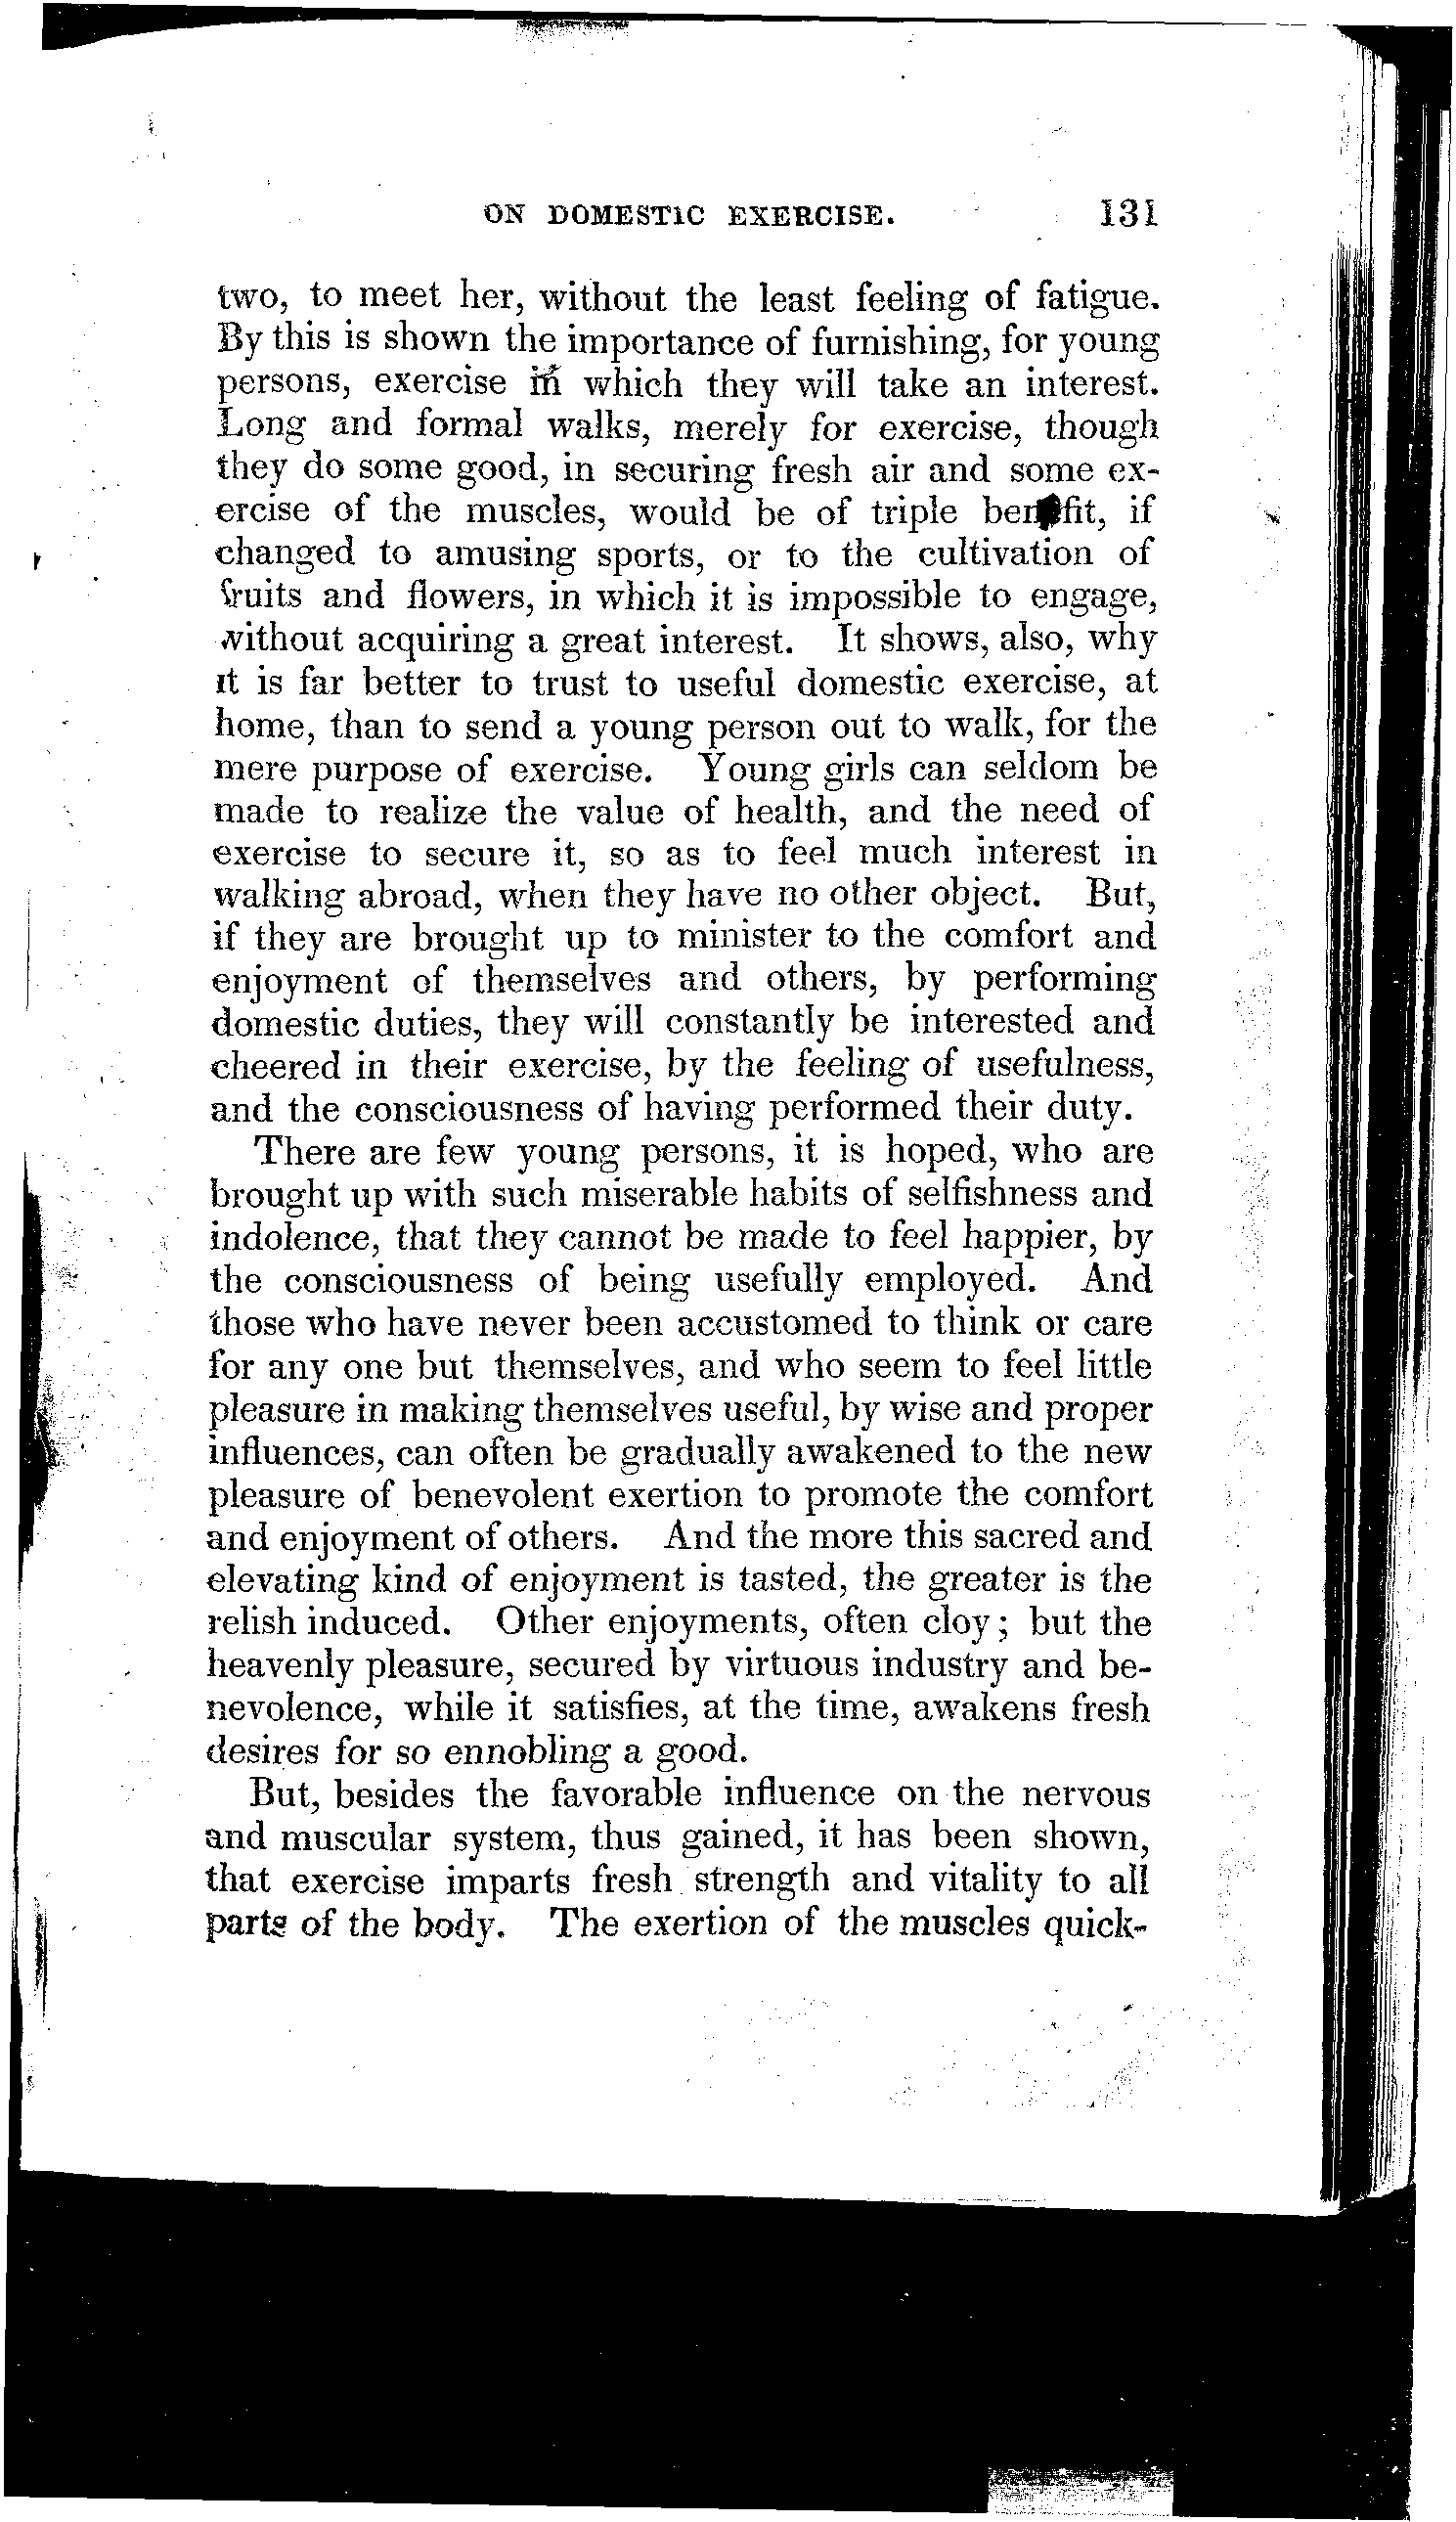 ON DOMESTIC EXERCISE. 131
two, to meet her, without the least feeling of fatigue.
By this is shown the importance of furnishing, for young
persons, exercise in which they will take an interest.
Long and formal walks, merely for exercise, though
they do some good, in securing fresh air and some ex-
ercise of the muscles, would be of triple benefit, if
changed to amusing sports, or to the cultivation of
fruits and flowers, in which it is impossible to engage,
without acquiring a great interest. It shows, also, why
it is far better to trust to useful domestic exercise, at
home, than to send a young person out to walk, for the
mere purpose of exercise. Young girls can seldom be
made to realize the value of health, and the need of
exercise to secure it, so as to feel much interest in
walking abroad, when they have no other object. But,
if they are brought up to minister to the comfort and
enjoyment of themselves and others, by performing
domestic duties, they will constantly be interested and
cheered in their exercise, by the feeling of usefulness,
and the consciousness of having performed their duty.
There are few young persons, it is hoped, who are
brought up with such miserable habits of selfishness and
indolence, that they cannot be made to feel happier, by
the consciousness of being usefully employed. And
those who have never been accustomed to think or care
for any one but themselves, and who seem to feel little
pleasure in making themselves useful, by wise and proper
influences, can often be gradually awakened to the new
pleasure of benevolent exertion to promote the comfort
and enjoyment of others. And the more this sacred and
elevating kind of enjoyment is tasted, the greater is the
relish induced. Other enjoyments, often cloy; but the
heavenly pleasure, secured by virtuous industry and be-
nevolence, while it satisfies, at the time, awakens fresh
desires for so ennobling a good.
But, besides the favorable influence on the nervous
and muscular system, thus gained, it has been shown,
that exercise imparts fresh strength and vitality to all
parts of the body. The exertion of the muscles quick-